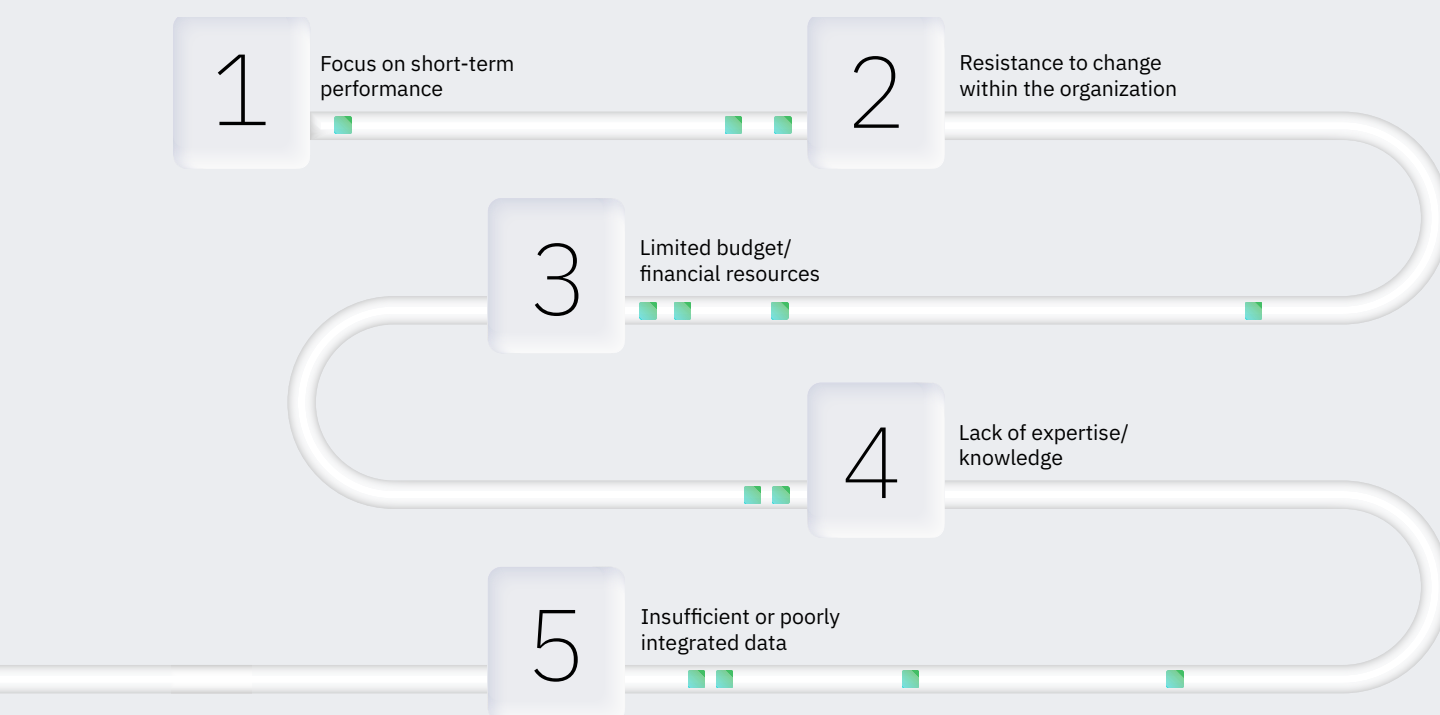 1
Focus on short-term
performance
2
Resistance to change
within the organization
3
Limited budget/
financial resources
4
Lack of expertise/
knowledge
5
Insufficient or poorly
integrated data